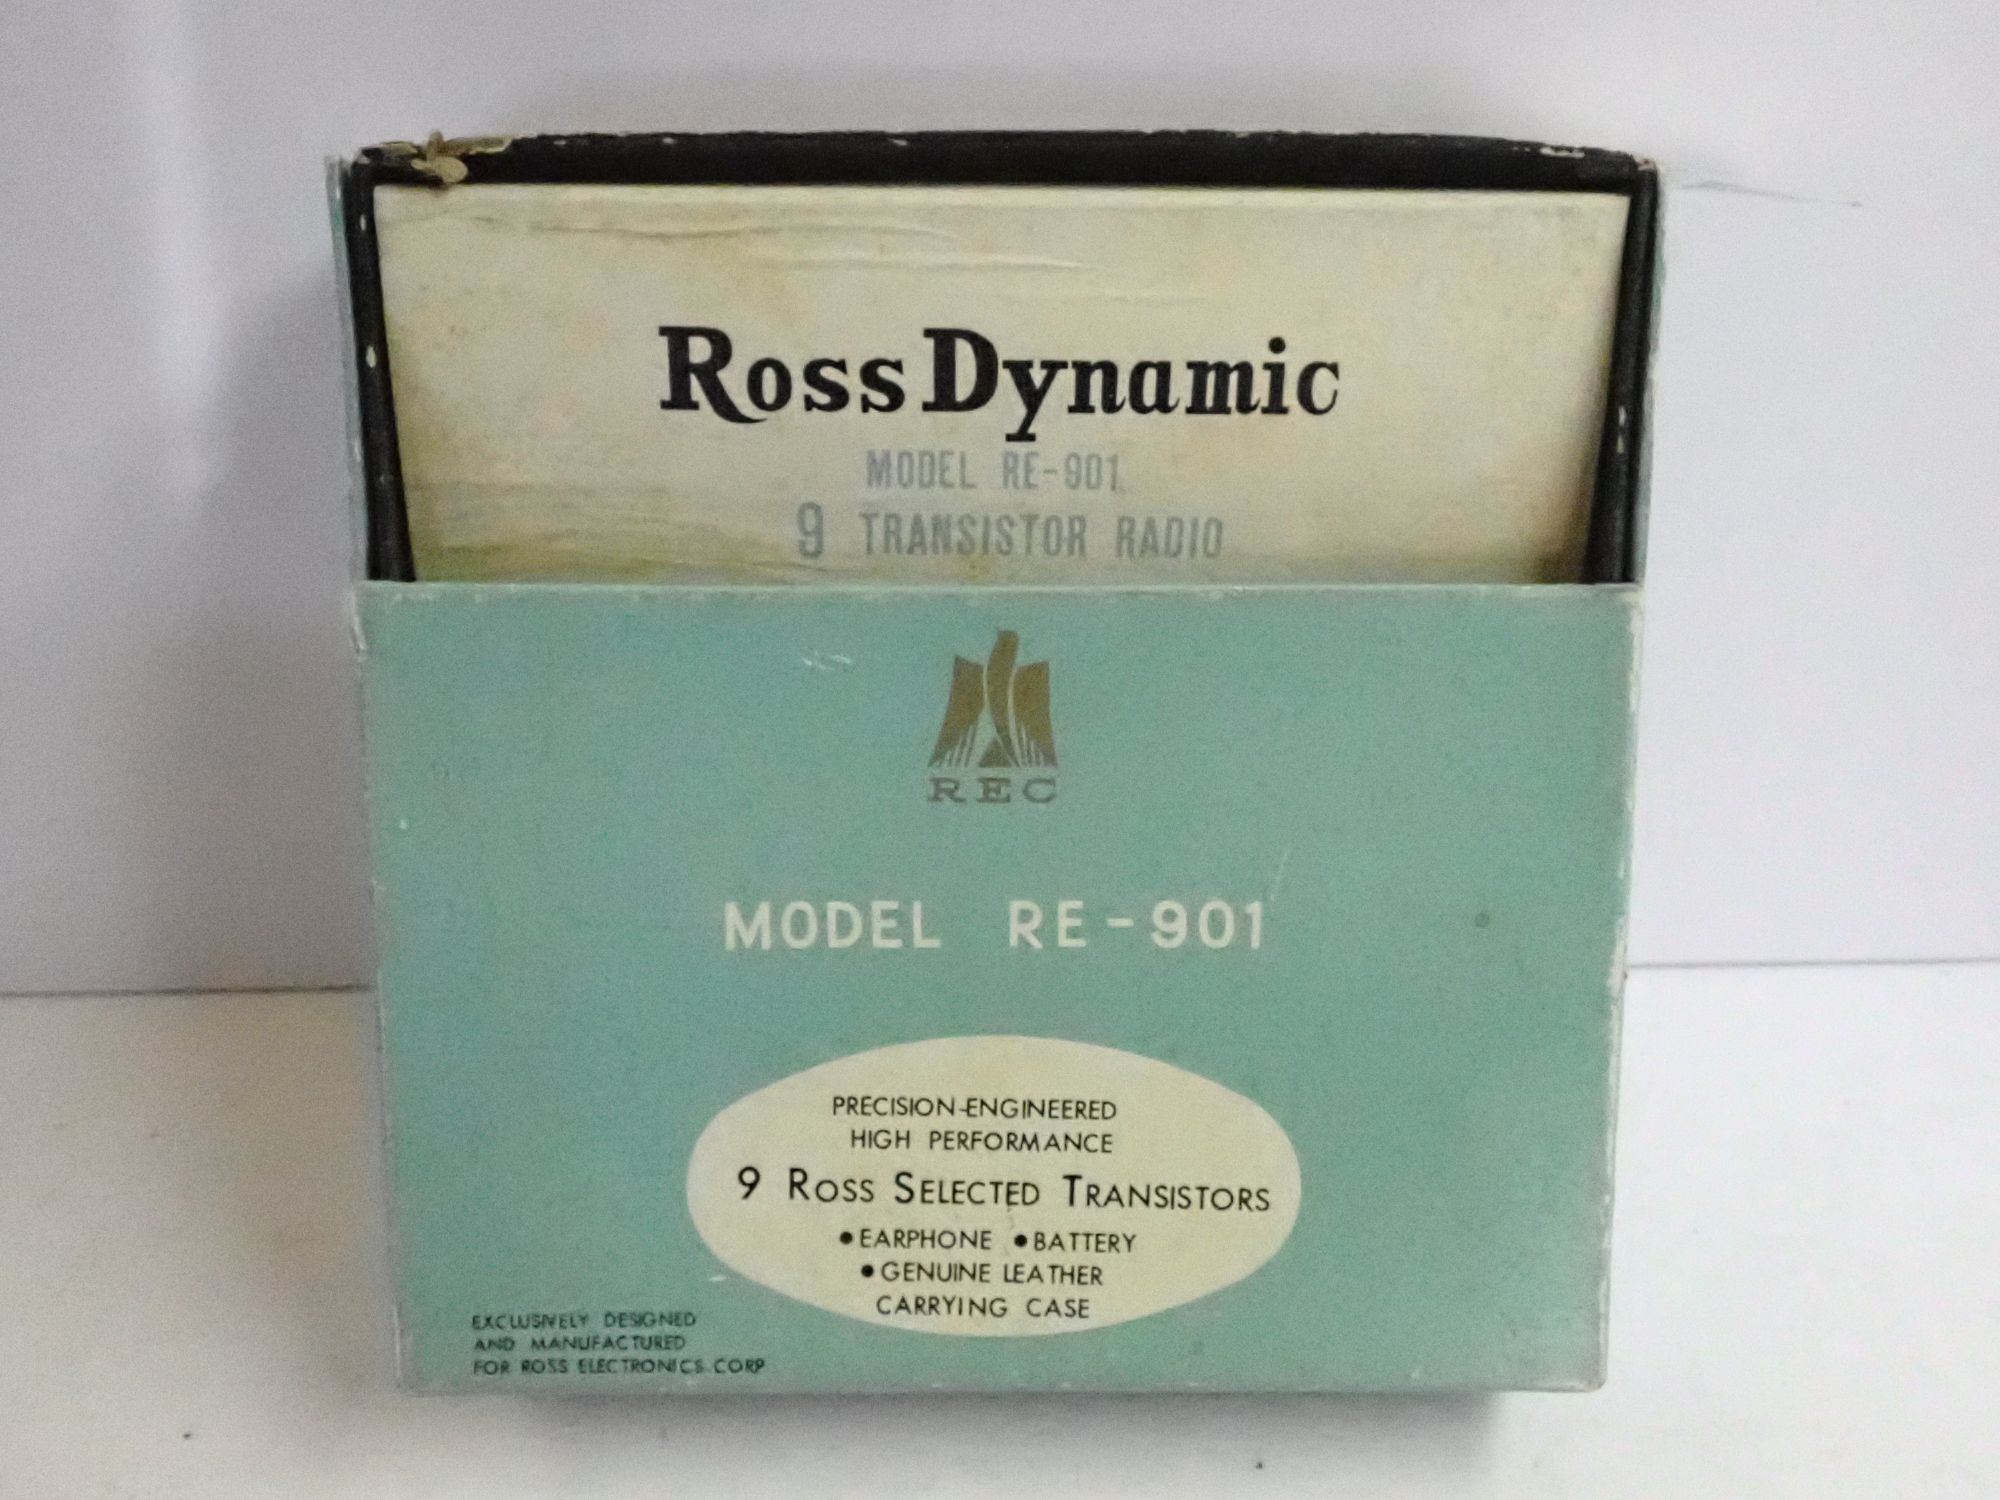 Ross Dynamic
MODEL RE-901
9 TRANSISTOR RADIO
REC
MODEL RE-901
PRECISION-ENGINEERED
HIGH PERFORMANCE
9 ROSS SELECTED TRANSISTORS
•EARPHONE •BATTERY
•GENUINE LEATHER
CARRYING CASE
EXCLUSIVELY DESIGNED
AND MANUFACTURED
FOR ROSS ELECTRONICS CORP